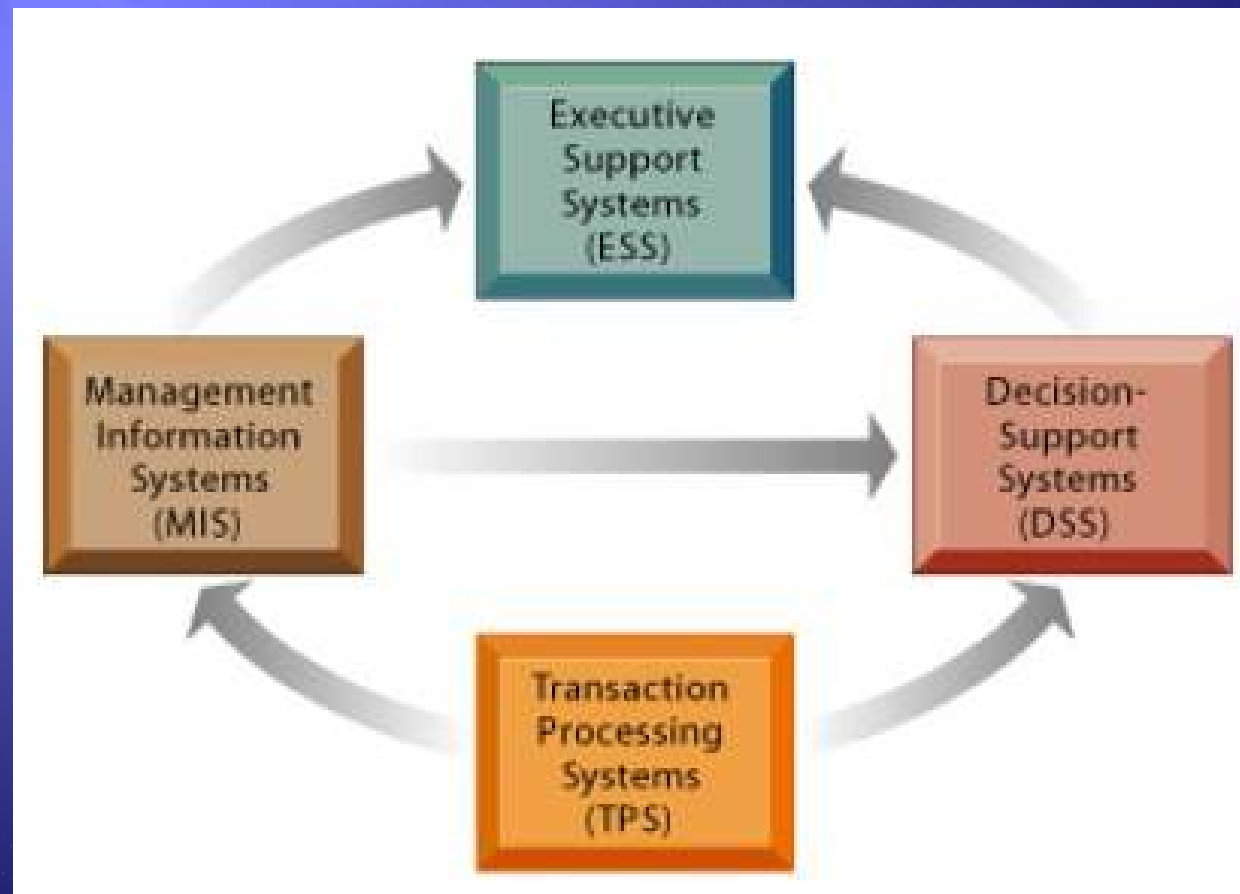 Executive
Support
Systems
(ESS)
Management
Information
Systems
(MIS)
Decision-
Support
Systems
(DSS)
Transaction
Processing
Systems
(TPS)